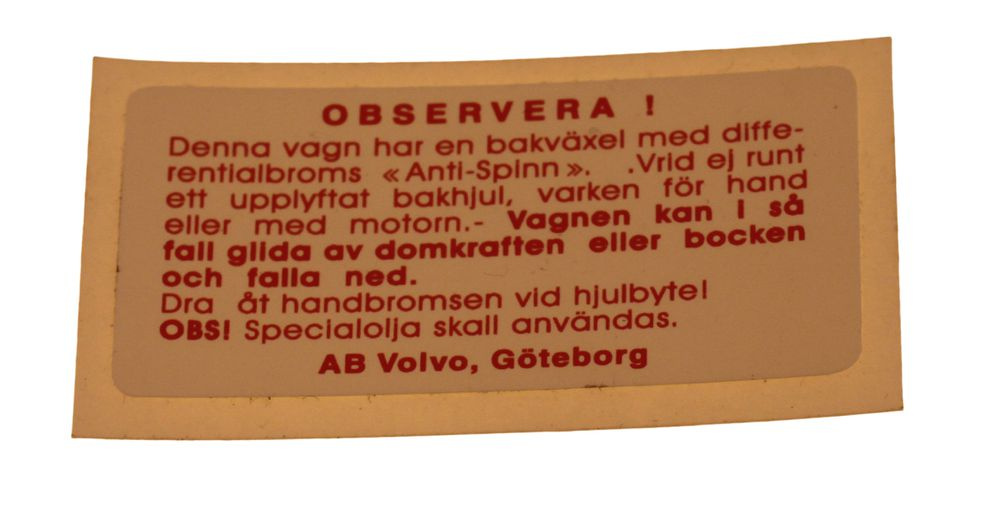 OBSERVERA !
Denna vagn har en bakväxel med diffe-
rentialbroms «Anti-Spinn». .Vrid ej runt
ett upplyftat bakhjul, varken för hand
eller med motorn.- Vagnen kan i så
fall glida av domkraften eller bocken
och falla ned.
Dra åt handbromsen vid hjulbyte!
OBS! Specialolja skall användas.
AB Volvo, Göteborg